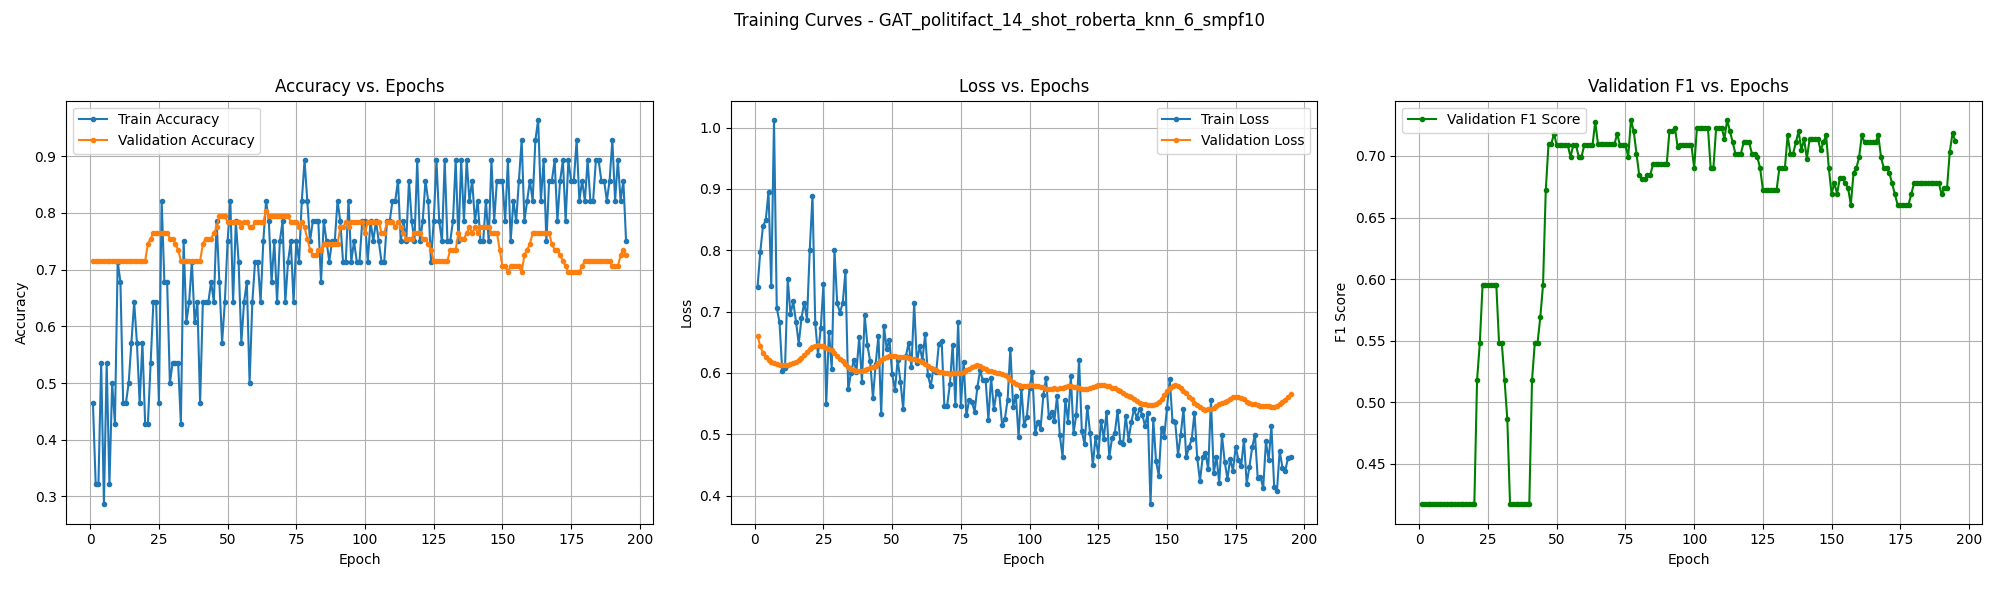 Training Curves - GAT_politifact_14_shot_roberta_knn_6_smpf10
Accuracy vs. Epochs
Train Accuracy
Validation Accuracy
Accuracy
0.9
0.8
0.7
0.6
0.5
0.4
0.3
0 25 50 75 100 125 150 175 200
Epoch
Loss vs. Epochs
Train Loss
Validation Loss
Loss
1.0
0.9
0.8
0.7
0.6
0.5
0.4
0 25 50 75 100 125 150 175 200
Epoch
Validation F1 vs. Epochs
Validation F1 Score
F1 Score
0.70
0.65
0.60
0.55
0.50
0.45
0 25 50 75 100 125 150 175 200
Epoch